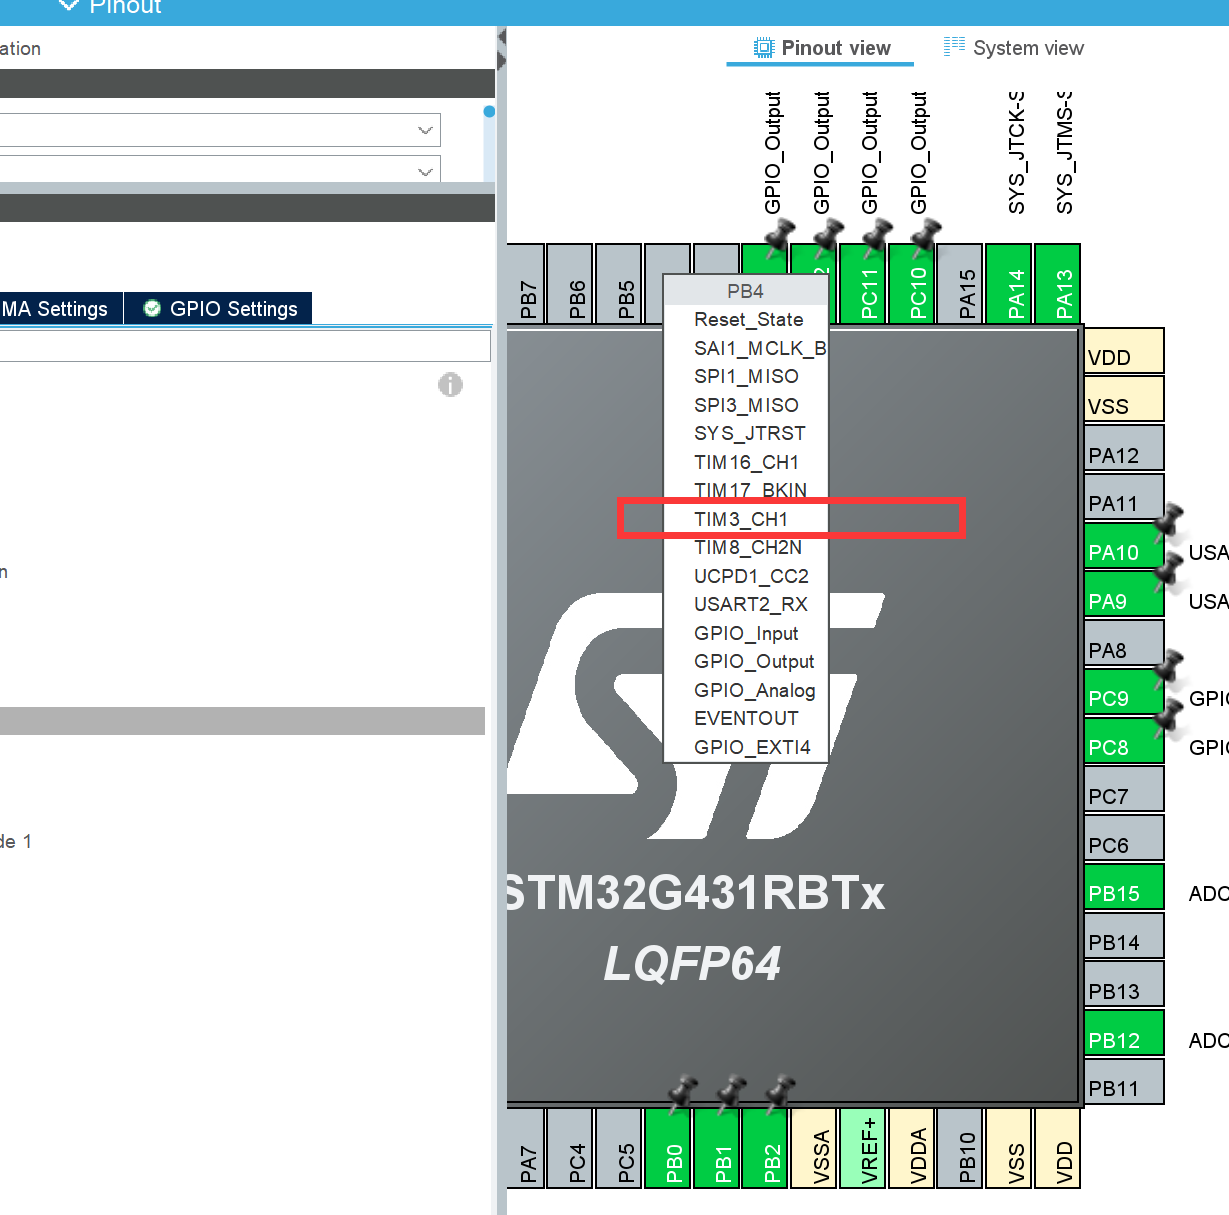 Pinout
ation
Pinout view
System view
GPIO_Output
GPIO_Output
GPIO_Output
GPIO_Output
SYS_JTCK-S
SYS_JTMS-S
MA Settings
GPIO Settings
PB7
PB6
PB5
PC11
PC10
PA15
PA14
PA13
PB4
Reset_State
SAI1_MCLK_B
SPI1_MISO
SPI3_MISO
SYS_JTRST
TIM16_CH1
TIM17_BKIN
TIM3_CH1
TIM8_CH2N
UCPD1_CC2
USART2_RX
GPIO_Input
GPIO_Output
GPIO_Analog
EVENTOUT
GPIO_EXTI4
VDD
VSS
PA12
PA11
PA10
USA
PA9
USA
PA8
PC9
GPI
PC8
GPI
PC7
PC6
PB15
ADC
PB14
PB13
PB12
ADC
PB11
n
de 1
STM32G431RBTx
LQFP64
PA7
PC4
PC5
PB0
PB1
PB2
VSSA
VREF+
VDDA
PB10
VSS
VDD